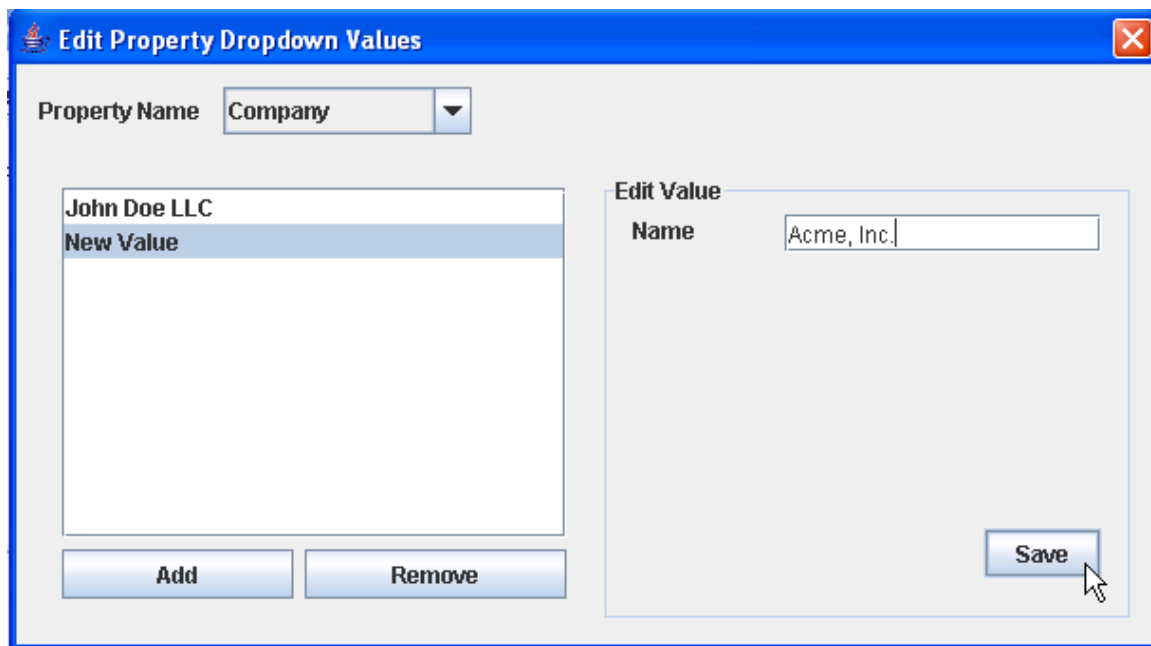 Edit Property Dropdown Values
Property Name Company
John Doe LLC
New Value
Edit Value
Name Acme, Inc.
Add Remove
Save